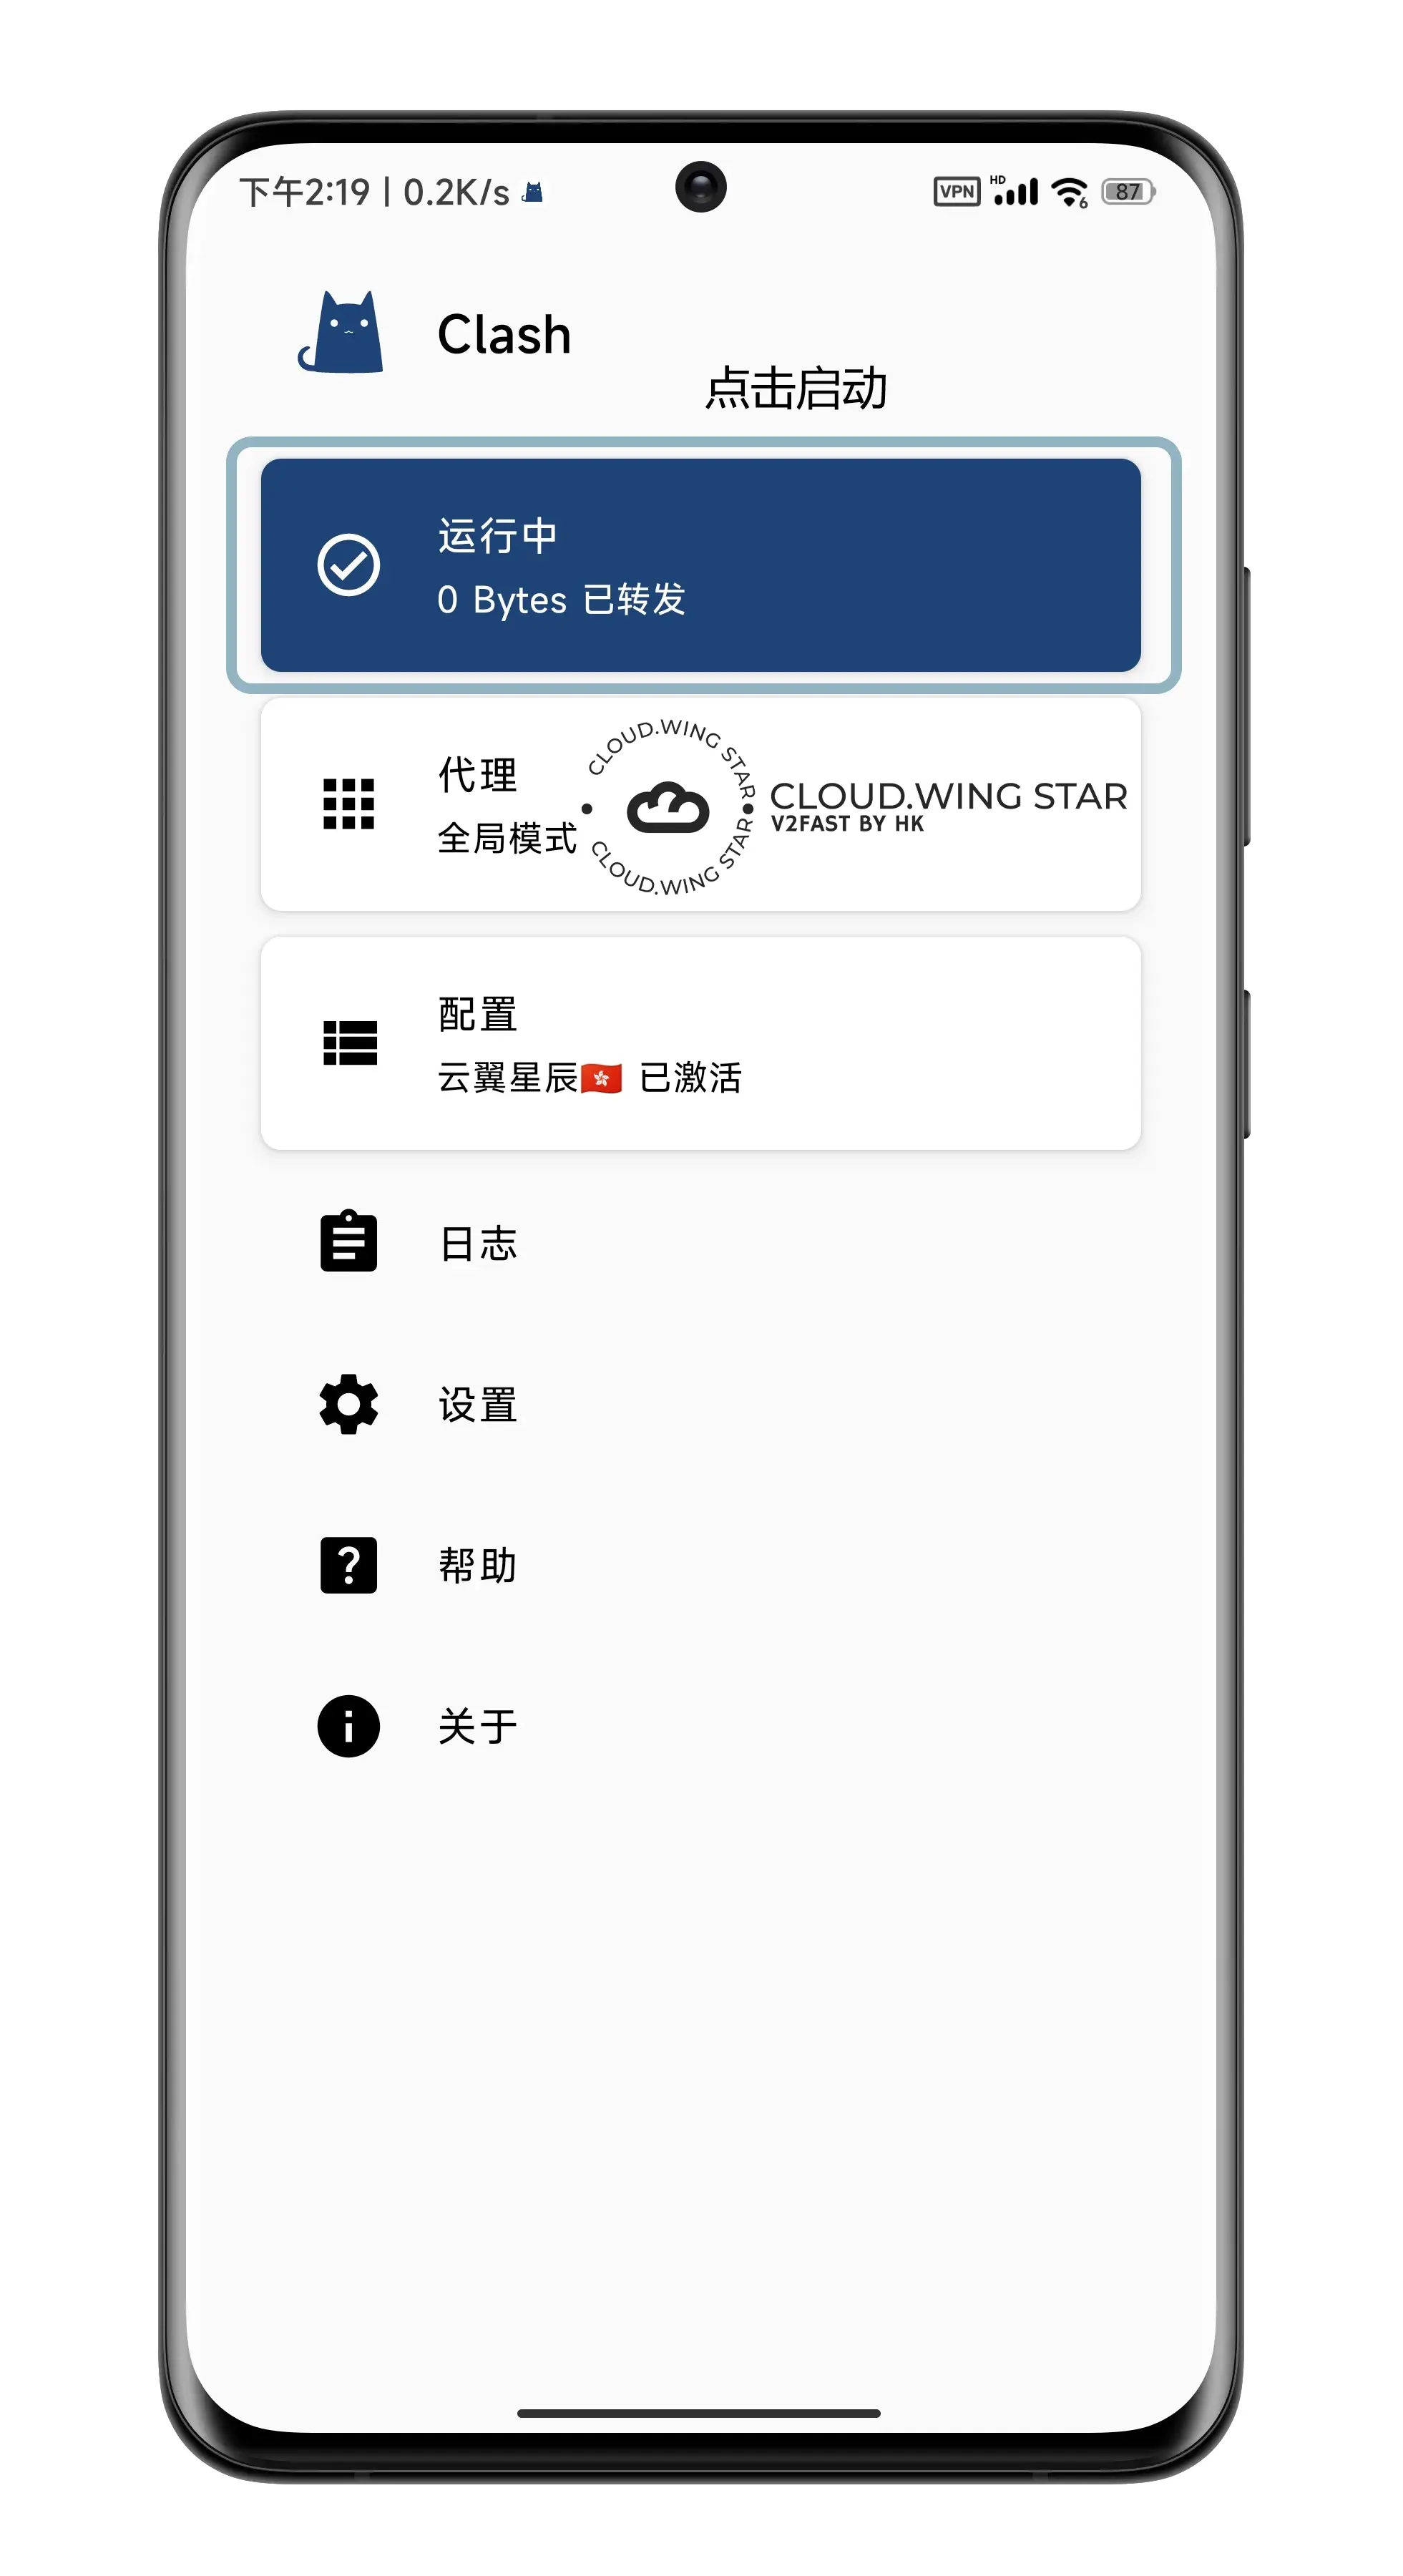 下午2:19 | 0.2K/s
VPN HD 6 87
Clash
点击启动
运行中
0 Bytes 已转发
代理
全局模式
CLOUD.WING STAR
CLOUD.WING STAR
CLOUD.WING STAR
V2FAST BY HK
配置
云翼星辰🇭🇰 已激活
日志
设置
帮助
关于